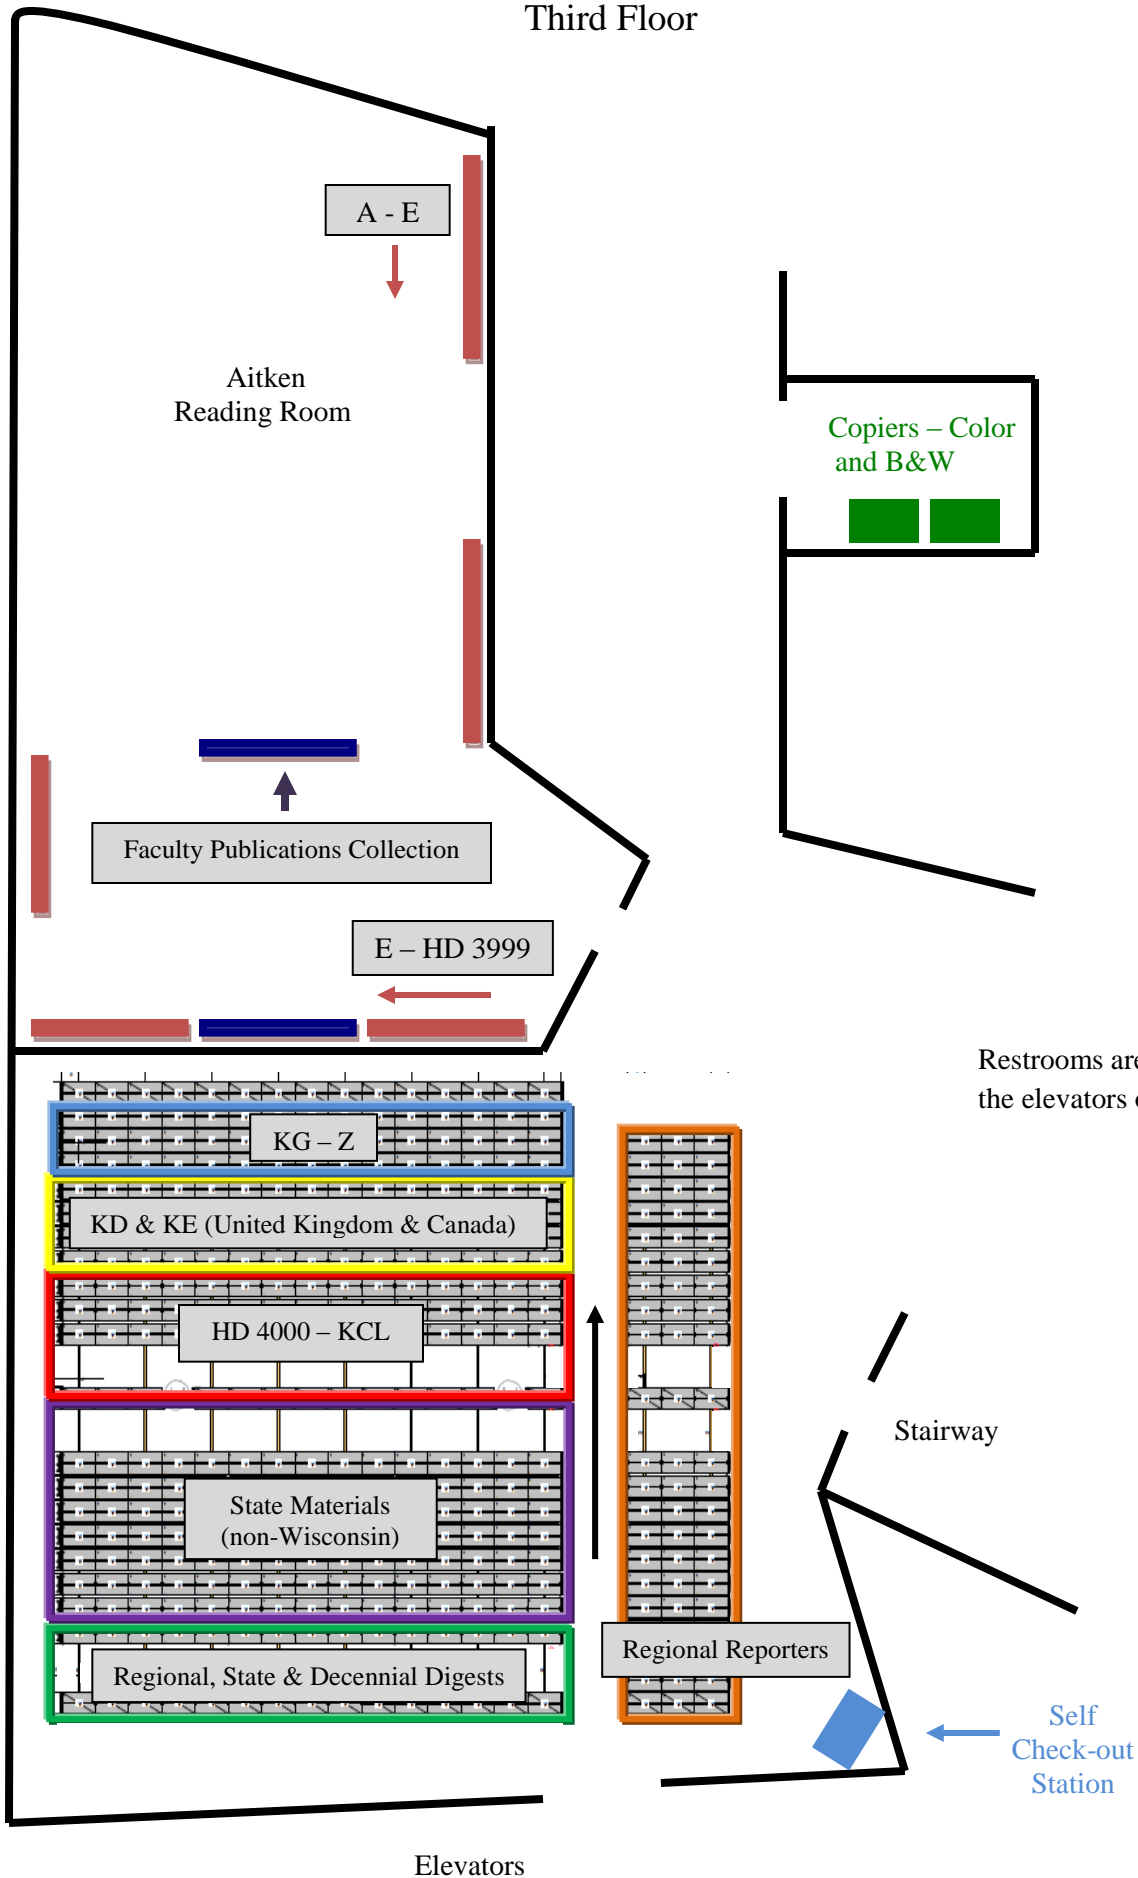 Third Floor
A - E
Aitken
Reading Room
Copiers – Color
and B&W
Faculty Publications Collection
E – HD 3999
Restrooms are
the elevators
KG – Z
KD & KE (United Kingdom & Canada)
HD 4000 – KCL
Stairway
State Materials
(non-Wisconsin)
Regional Reporters
Regional, State & Decennial Digests
Self
Check-out
Station
Elevators